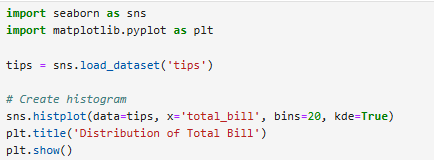 import seaborn as sns
import matplotlib.pyplot as plt
tips = sns.load_dataset('tips')
# Create histogram
sns.histplot(data=tips, x='total_bill', bins=20, kde=True)
plt.title('Distribution of Total Bill')
plt.show()